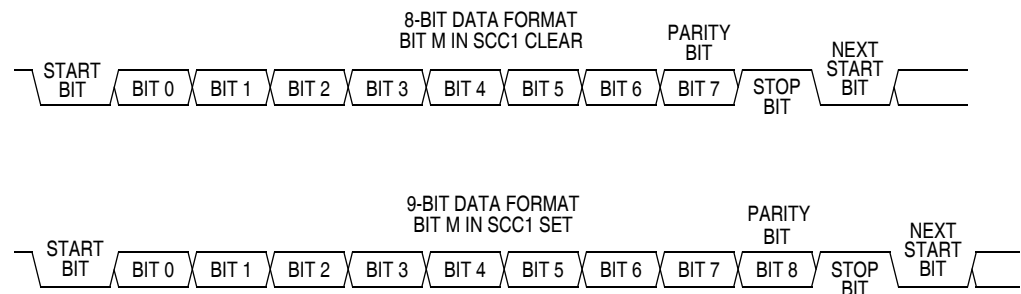 8-BIT DATA FORMAT
BIT M IN SCC1 CLEAR
PARITY
BIT
START
BIT
BIT 0 BIT 1 BIT 2 BIT 3 BIT 4 BIT 5 BIT 6 BIT 7
STOP
BIT
NEXT
START
BIT
9-BIT DATA FORMAT
BIT M IN SCC1 SET
PARITY
BIT
START
BIT
BIT 0 BIT 1 BIT 2 BIT 3 BIT 4 BIT 5 BIT 6 BIT 7 BIT 8
STOP
BIT
NEXT
START
BIT